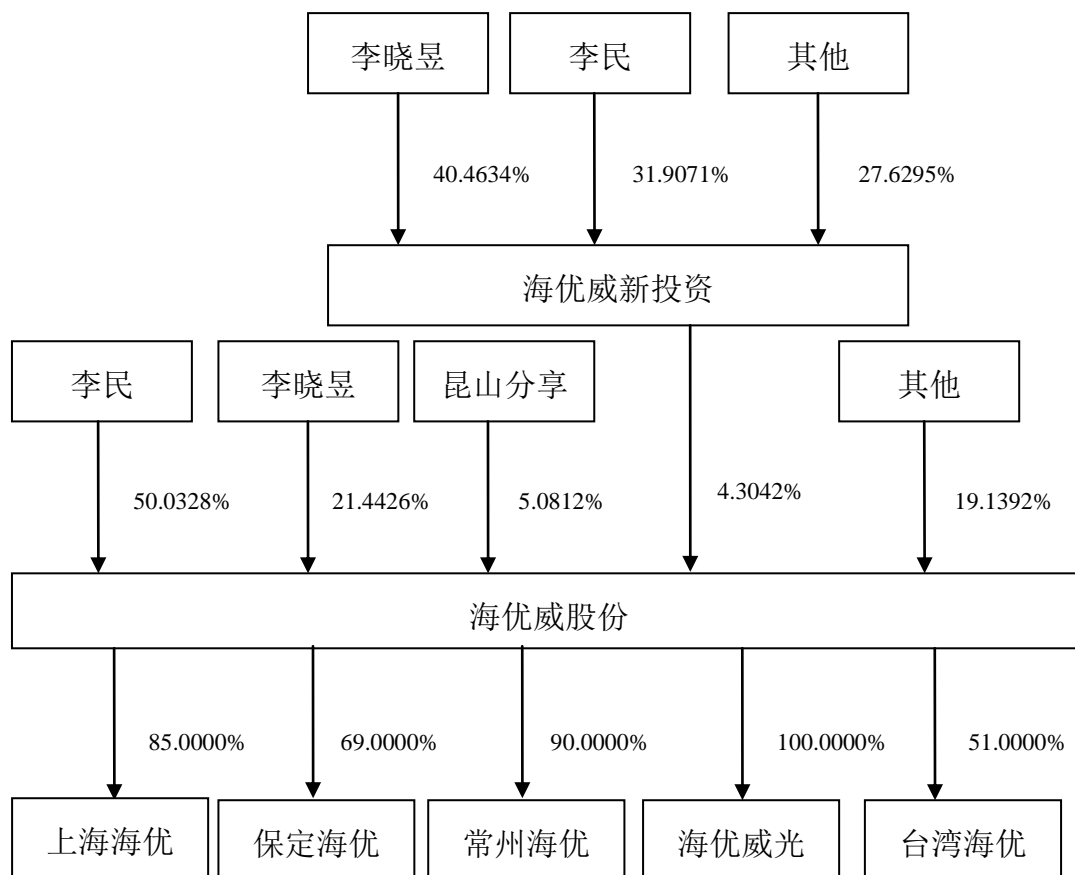 李晓昱 李民 其他
40.4634% 31.9071% 27.6295%
海优威新投资
李民 李晓昱 昆山分享 其他
50.0328% 21.4426% 5.0812% 4.3042% 19.1392%
海优威股份
85.0000% 69.0000% 90.0000% 100.0000% 51.0000%
上海海优 保定海优 常州海优 海优威光 台湾海优